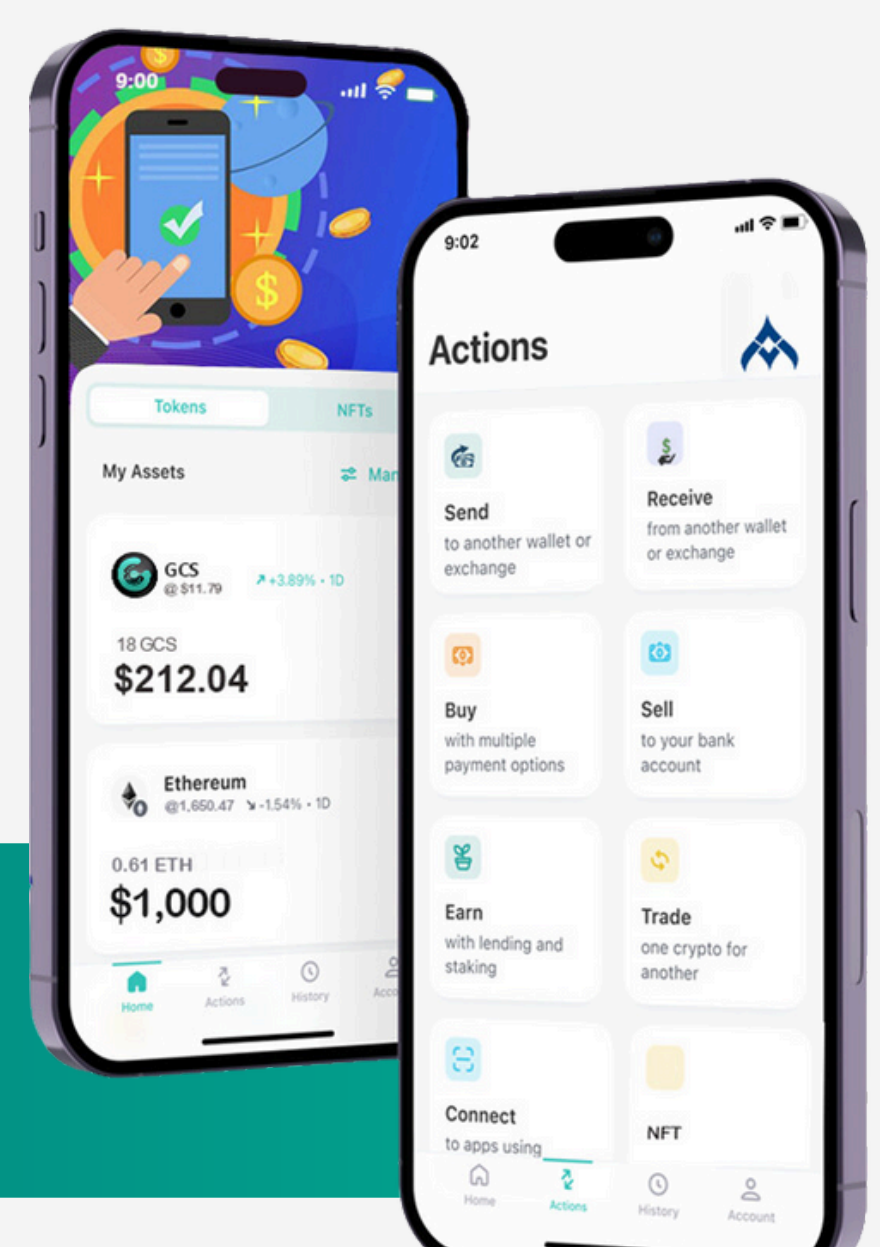 9:00
Tokens
NFTs
My Assets
GCS
@ $11.79
+3.89% • 1D
18 GCS
$212.04
Ethereum
@1,650.47
-1.54% • 1D
0.61 ETH
$1,000
Home
Actions
History
9:02
Actions
Send
to another wallet or
exchange
Receive
from another wallet
or exchange
Buy
with multiple
payment options
Sell
to your bank
account
Earn
with lending and
staking
Trade
one crypto for
another
Connect
to apps using
NFT
Home
Actions
History
Account